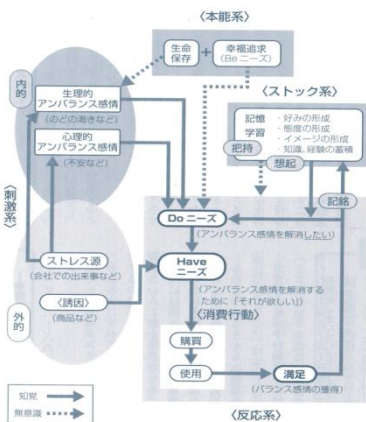 〈本能系〉
生命
保存
+
幸福追求
(Beニーズ)
内的
生理的
アンバランス感情
(のどの渇きなど)
心理的
アンバランス感情
(不安など)
〈ストック系〉
記憶・好みの形成
学習・態度の形成
・イメージの形成
・知識、経験の蓄積
把持
想起
記銘
〈刺激系〉
Doニーズ
(アンバランス感情を解消したい)
ストレス源
(会社での出来事など)
Have
ニーズ
(アンバランス感情を解消する
ために「それが欲しい」)
〈誘因〉
(商品など)
外的
〈消費行動〉
購買
使用
満足
(バランス感情の獲得)
知覚
無意識
〈反応系〉